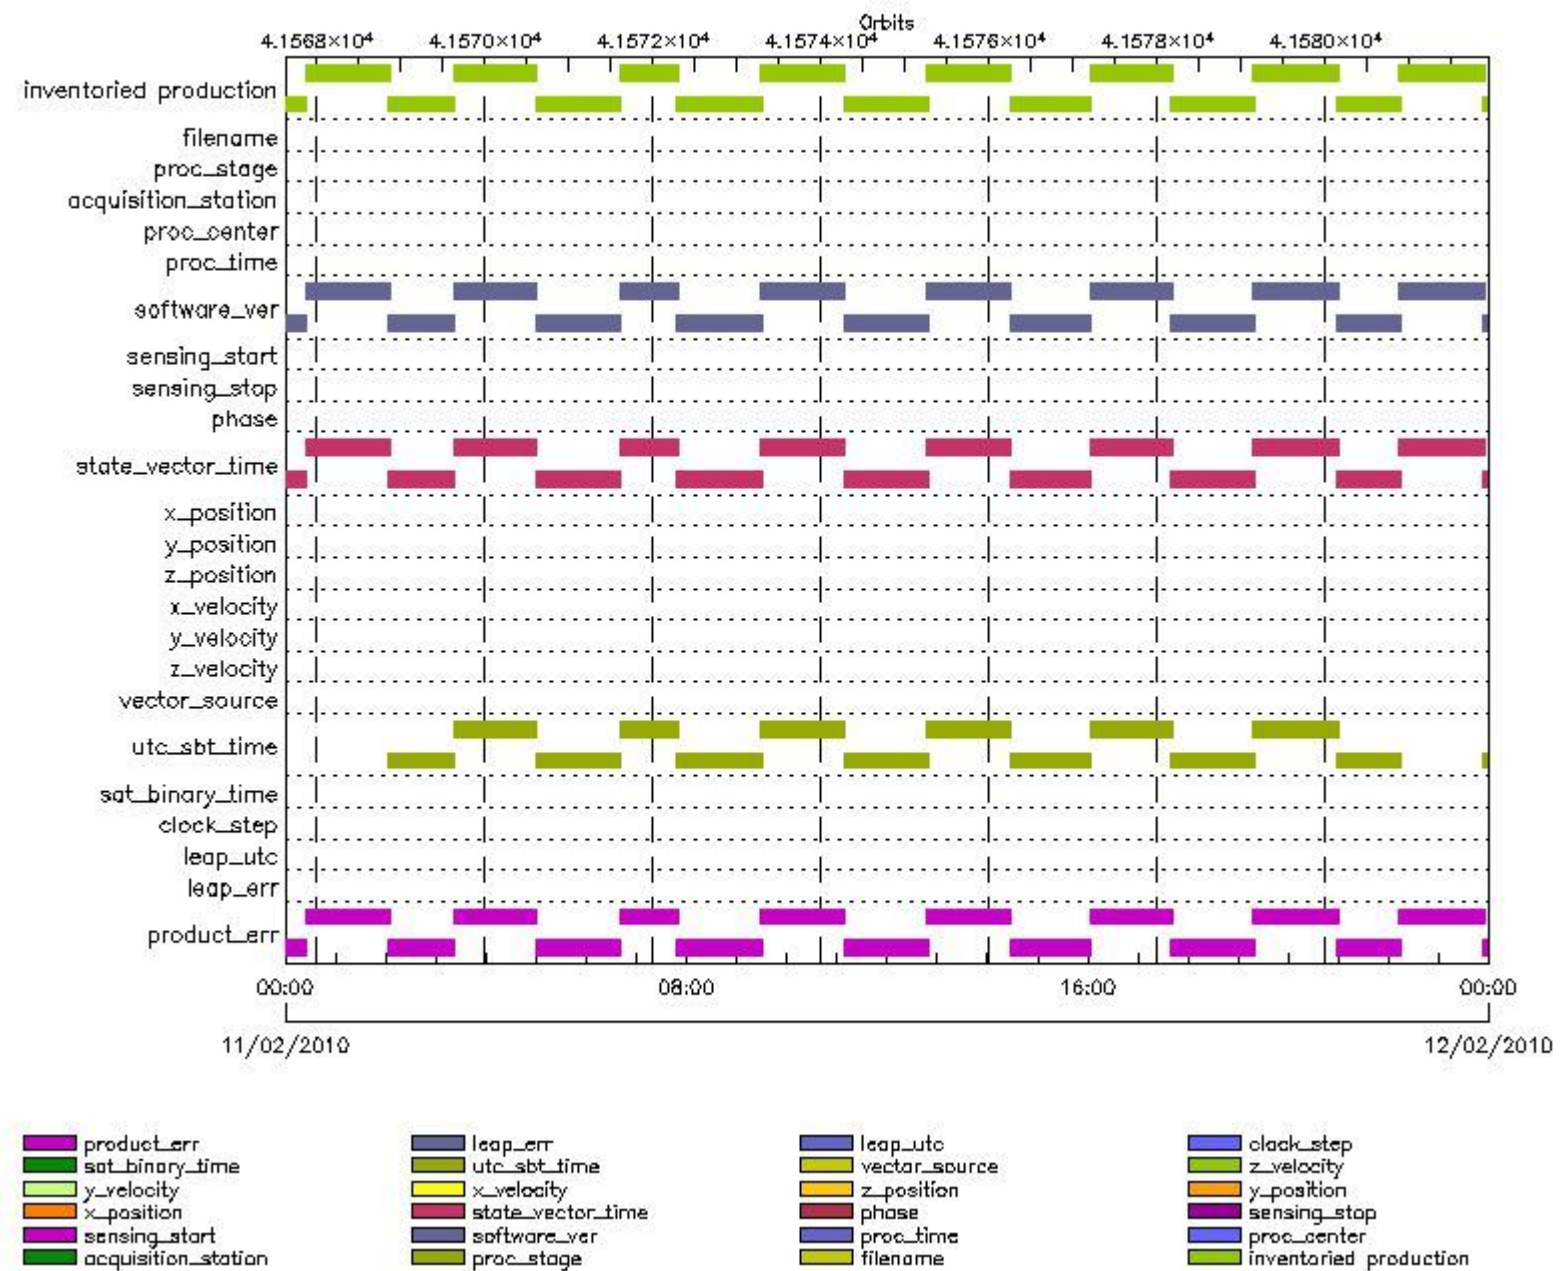 Orbits
4.1568×10⁴ 4.1570×10⁴ 4.1572×10⁴ 4.1574×10⁴ 4.1576×10⁴ 4.1578×10⁴ 4.1580×10⁴
inventoried production
filename
proc_stage
acquisition_station
proc_center
proc_time
software_ver
sensing_start
sensing_stop
phase
state_vector_time
x_position
y_position
z_position
x_velocity
y_velocity
z_velocity
vector_source
utc_sbt_time
sat_binary_time
clock_step
leap_utc
leap_err
product_err
00:00 08:00 16:00 00:00
11/02/2010 12/02/2010
product_err leap_err leap_utc clock_step
sat_binary_time utc_sbt_time vector_source z_velocity
y_velocity x_velocity z_position y_position
x_position state_vector_time phase sensing_stop
sensing_start software_ver proc_time proc_center
acquisition_station proc_stage filename inventoried production